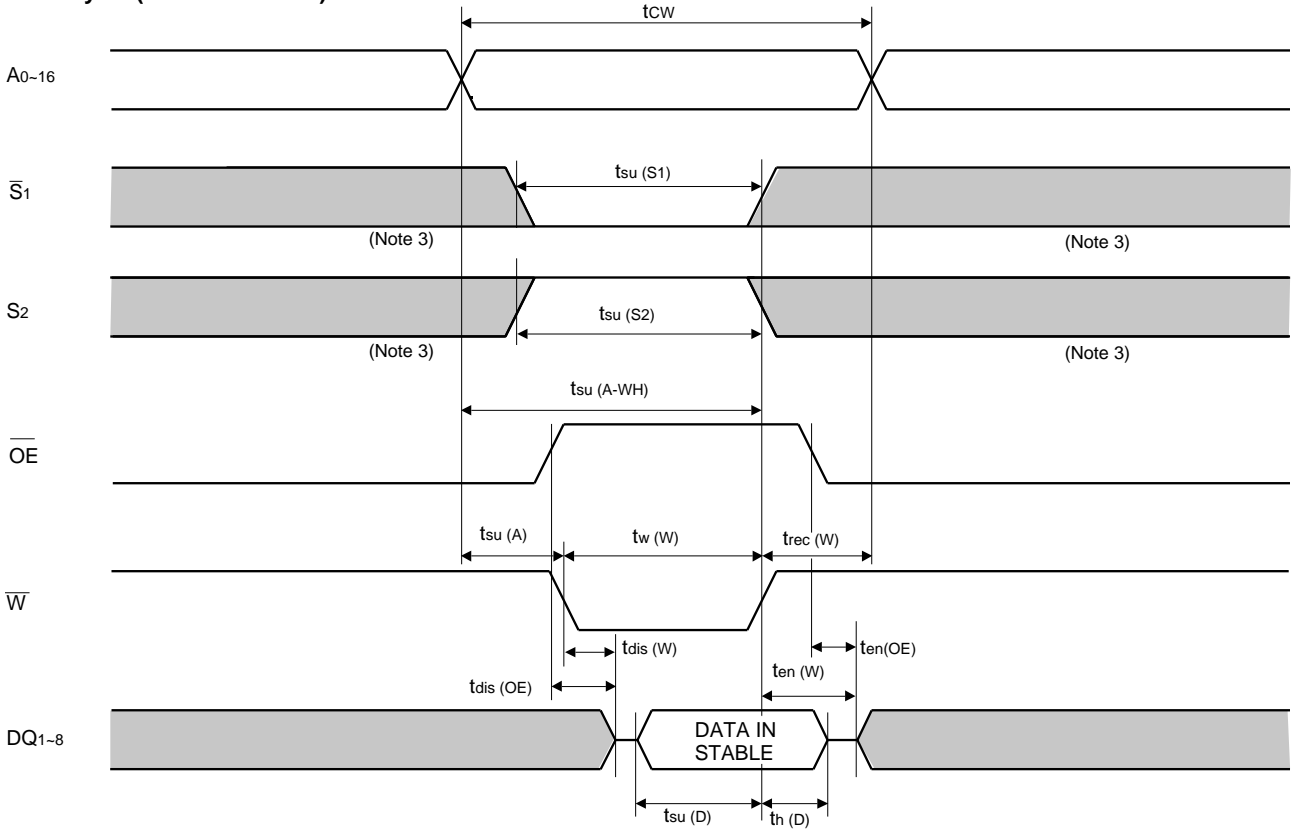 tCW
A0~16
S1
tsu (S1)
(Note 3)
(Note 3)
S2
tsu (S2)
(Note 3)
(Note 3)
tsu (A-WH)
OE
tsu (A)
tw (W)
trec (W)
W
tdis (W)
ten(OE)
ten (W)
tdis (OE)
DQ1~8
DATA IN
STABLE
tsu (D)
th (D)